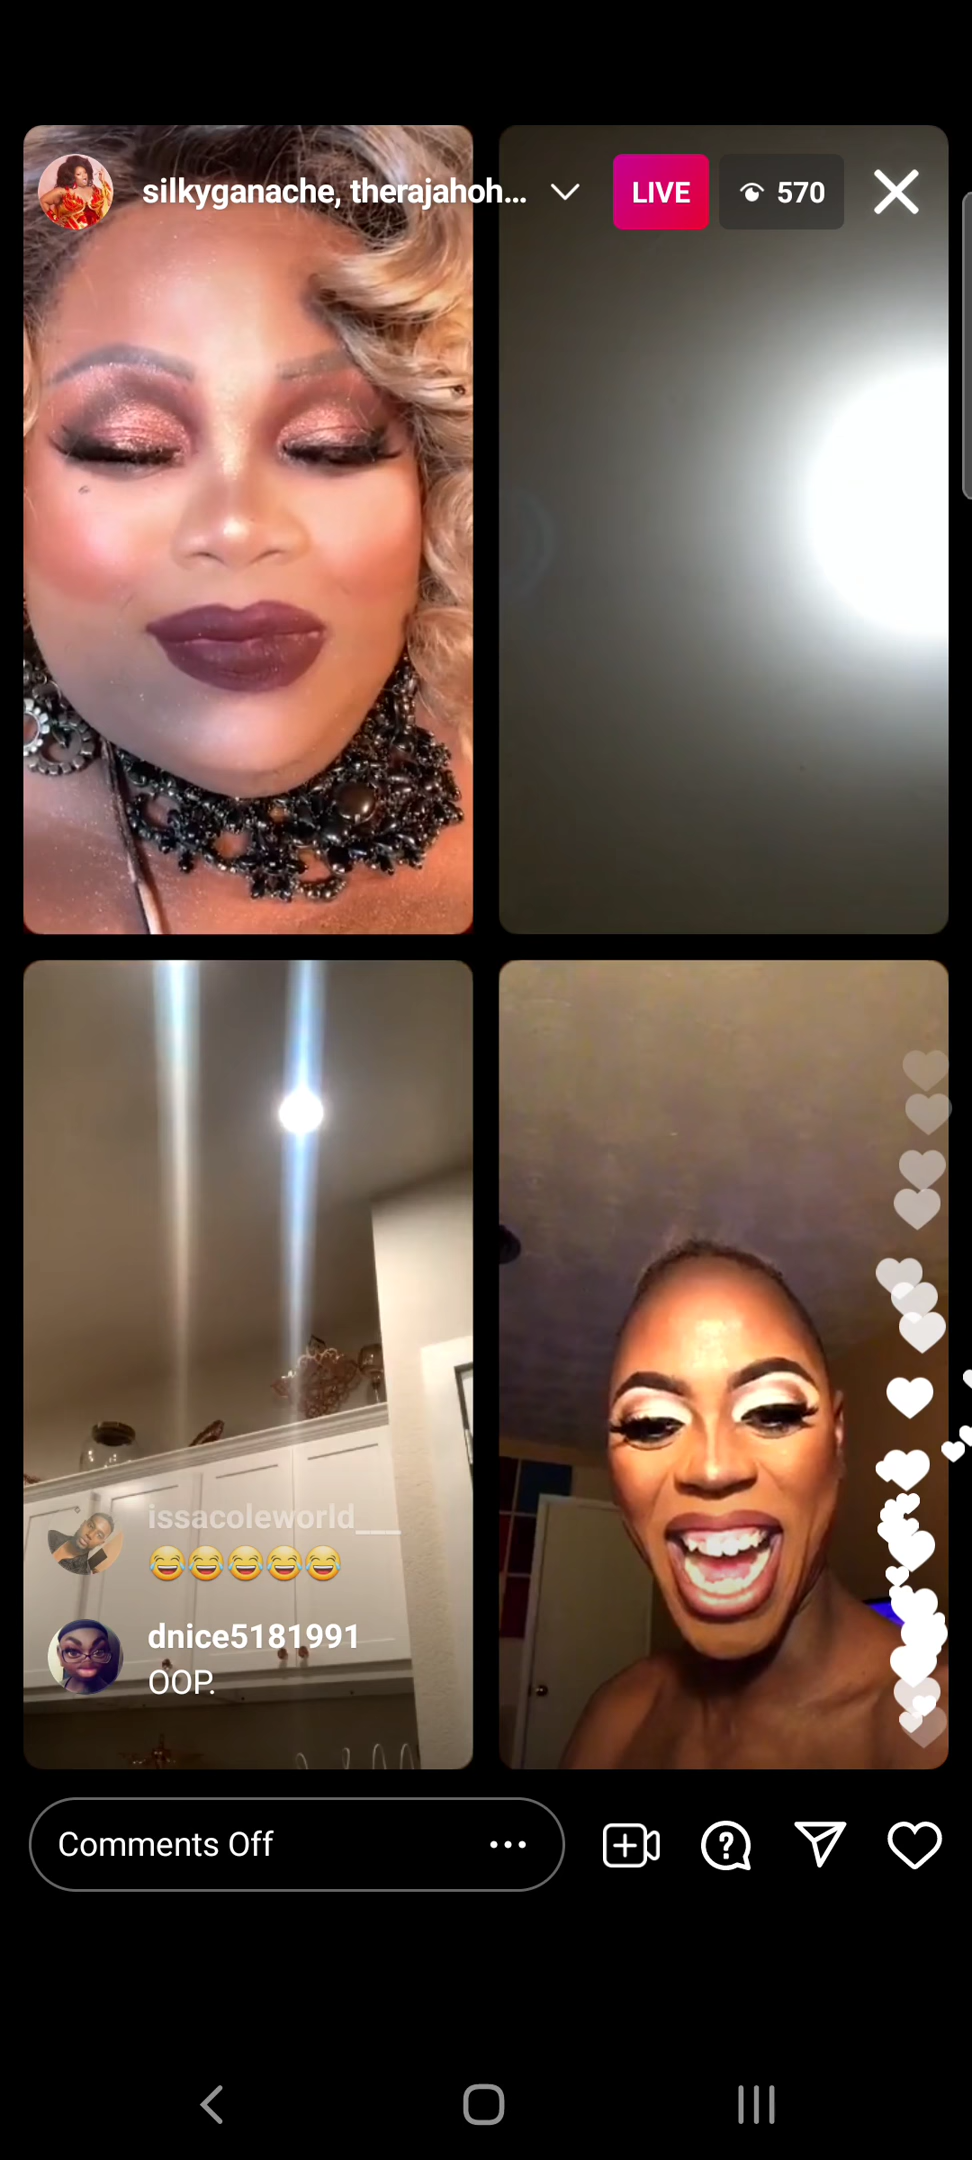 silkyganache, therajahoh...
LIVE
570
issacoleworld___
😂😂😂😂😂
dnice5181991
OOP.
Comments Off